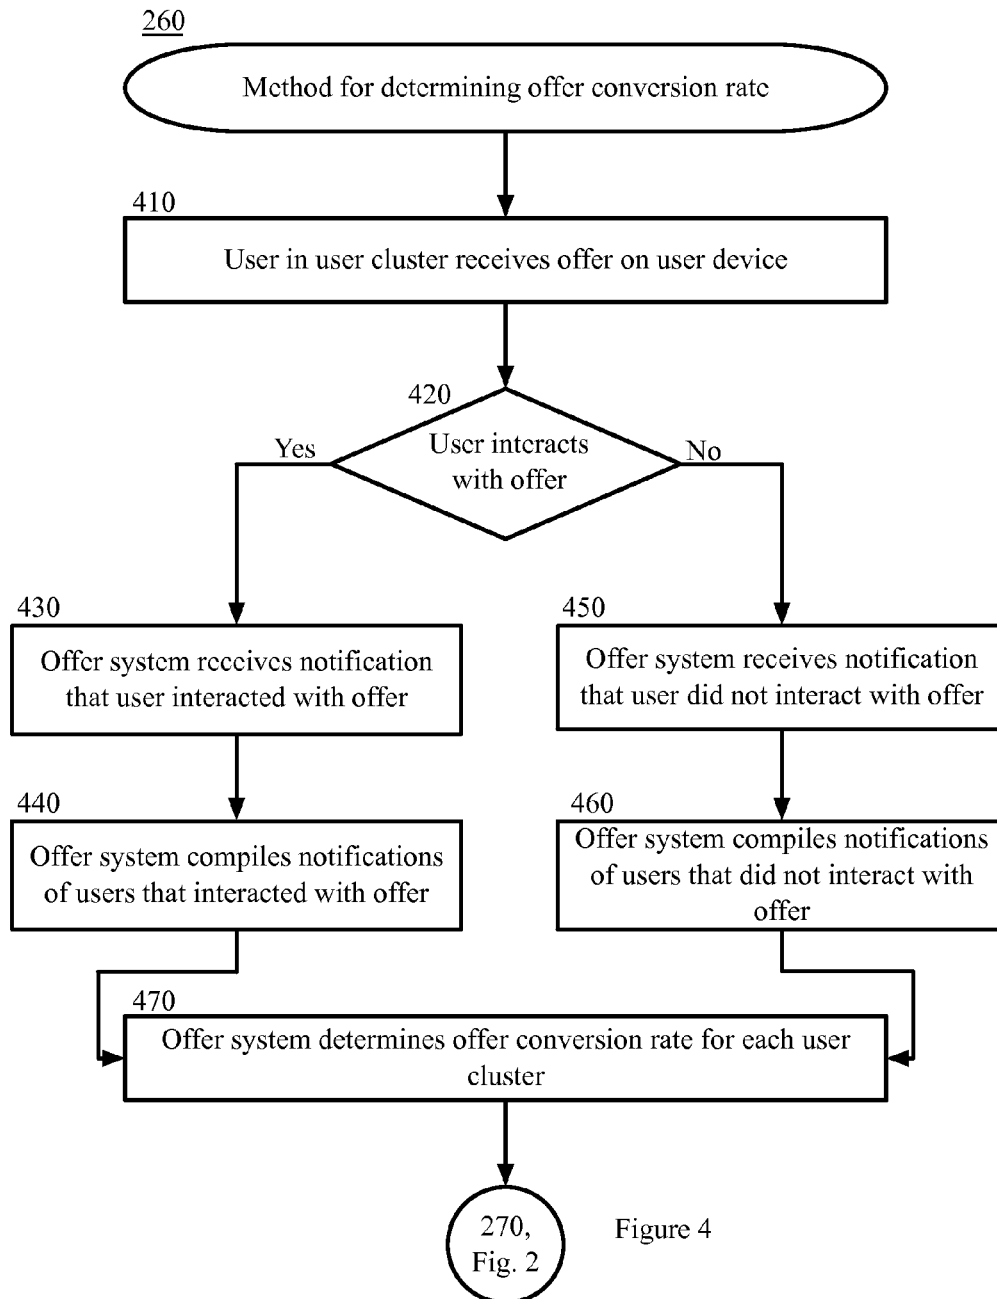 260
Method for determining offer conversion rate
410
User in user cluster receives offer on user device
420
User interacts
with offer
Yes
No
430
Offer system receives notification
that user interacted with offer
450
Offer system receives notification
that user did not interact with offer
440
Offer system compiles notifications
of users that interacted with offer
460
Offer system compiles notifications
of users that did not interact with
offer
470
Offer system determines offer conversion rate for each user
cluster
270,
Fig. 2
Figure 4